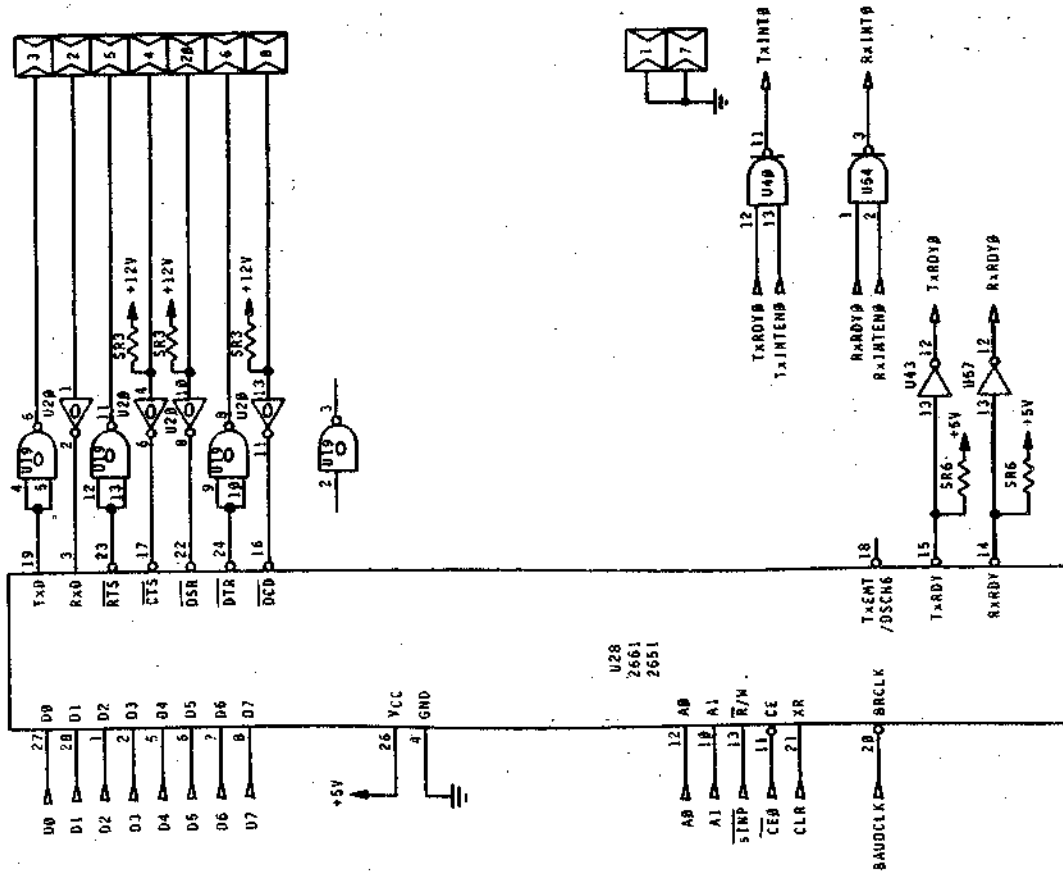 3
2
5
4
20
6
8
1
7
TxINT0
RxINT0
11
3
U40
U64
12
13
1
2
TxRDY0
TxINTEN0
RxRDY0
RxINTEN0
TxRDY0
RxRDY0
12
12
U43
U67
13
13
SR6
+5V
SR6
+5V
SR3
+12V
SR3
+12V
SR3
+12V
6
U20
1
11
U20
14
10
8
U20
13
U19
2
U19
6
U20
8
U19
11
4
5
12
13
9
10
U19
3
2
19
3
23
17
22
24
16
18
15
14
TxD
RxD
RTS
CTS
DSR
DTR
DCD
TxEMT
/DSCHG
TxRDY
RxRDY
U28
2661
2651
D0
D1
D2
D3
D4
D5
D6
D7
VCC
GND
A0
A1
R/W
CE
XR
BRCLK
27
28
1
2
5
6
7
8
26
4
12
10
13
11
21
20
+5V
D0
D1
D2
D3
D4
D5
D6
D7
A0
A1
SINP
CE0
CLR
BAUDCLK